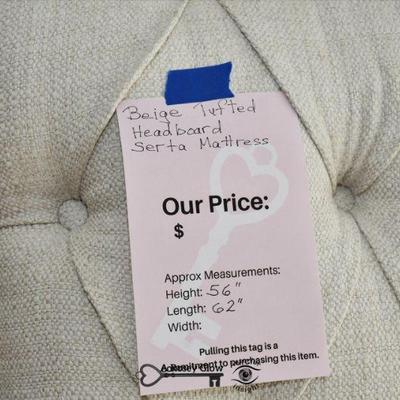 Beige Tufted
Headboard
Serta Mattress
Our Price:
$
Approx Measurements:
Height: 56"
Length: 62"
Width:
Pulling this tag is a
commitment to purchasing this item.